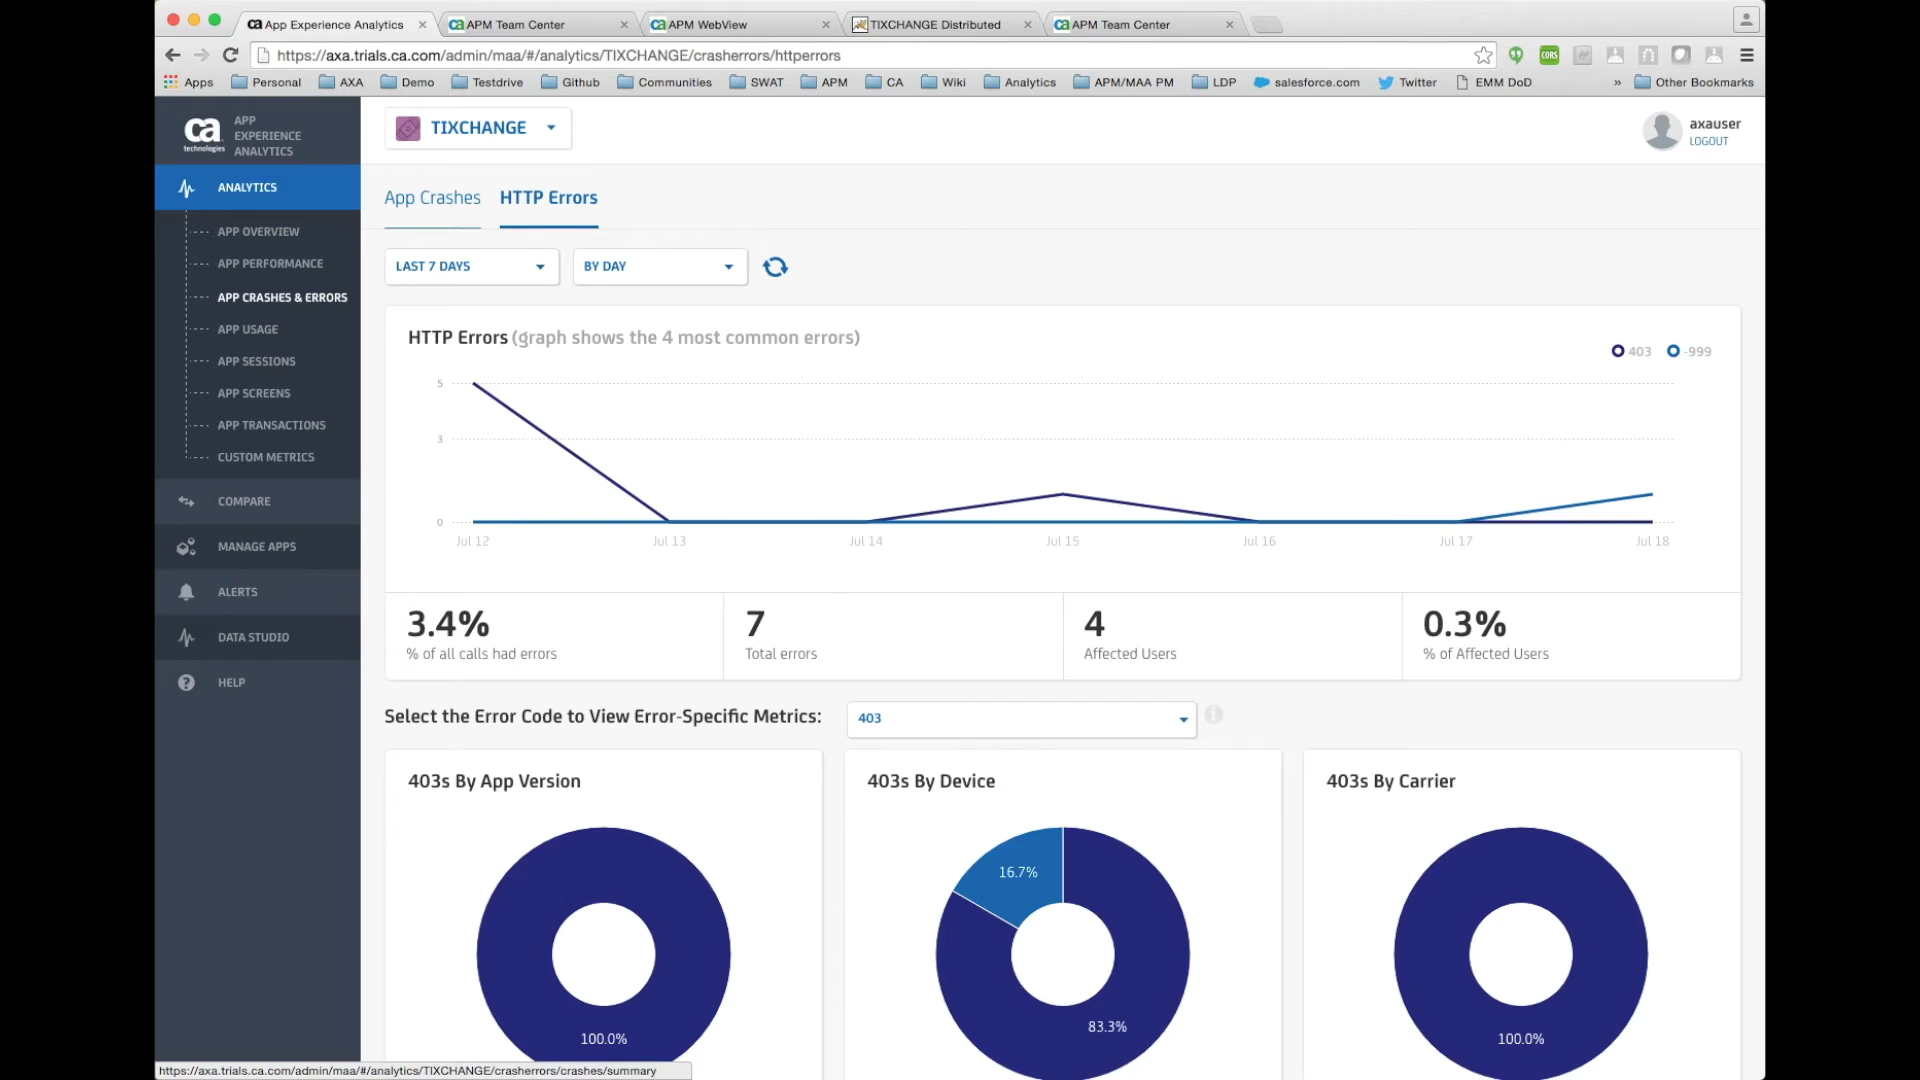 App Experience Analytics
APM Team Center
APM WebView
TIXCHANGE Distributed
APM Team Center
https://axa.trials.ca.com/admin/maa/#/analytics/TIXCHANGE/crasherrors/httperrors
CORS
Apps Personal AXA Demo Testdrive Github Communities SWAT APM CA Wiki Analytics APM/MAA PM LDP salesforce.com Twitter EMM DoD » Other Bookmarks
ca technologies
APP
EXPERIENCE
ANALYTICS
TIXCHANGE
axauser
LOGOUT
ANALYTICS
APP OVERVIEW
APP PERFORMANCE
APP CRASHES & ERRORS
APP USAGE
APP SESSIONS
APP SCREENS
APP TRANSACTIONS
CUSTOM METRICS
COMPARE
MANAGE APPS
ALERTS
DATA STUDIO
HELP
App Crashes HTTP Errors
LAST 7 DAYS BY DAY
HTTP Errors (graph shows the 4 most common errors)
403 -999
5
3
0
Jul 12 Jul 13 Jul 14 Jul 15 Jul 16 Jul 17 Jul 18
3.4% 7 4 0.3%
% of all calls had errors Total errors Affected Users % of Affected Users
Select the Error Code to View Error-Specific Metrics: 403
403s By App Version 403s By Device 403s By Carrier
16.7%
83.3%
100.0% 100.0%
https://axa.trials.ca.com/admin/maa/#/analytics/TIXCHANGE/crasherrors/crashes/summary